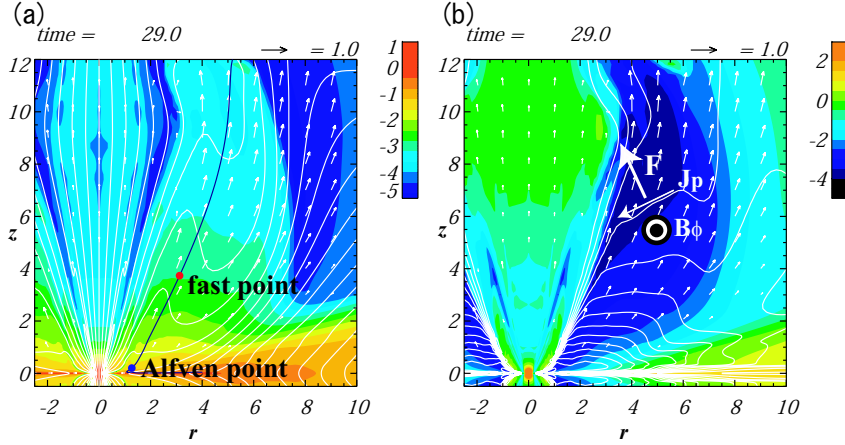 (a)
time = 29.0 = 1.0
12
10
8
6
4
2
0
z
-2 0 2 4 6 8 10
r
1
0
-1
-2
-3
-4
-5
fast point
Alfven point
(b)
time = 29.0 = 1.0
12
10
8
6
4
2
0
z
-2 0 2 4 6 8 10
r
2
0
-2
-4
F
Jp
Bϕ